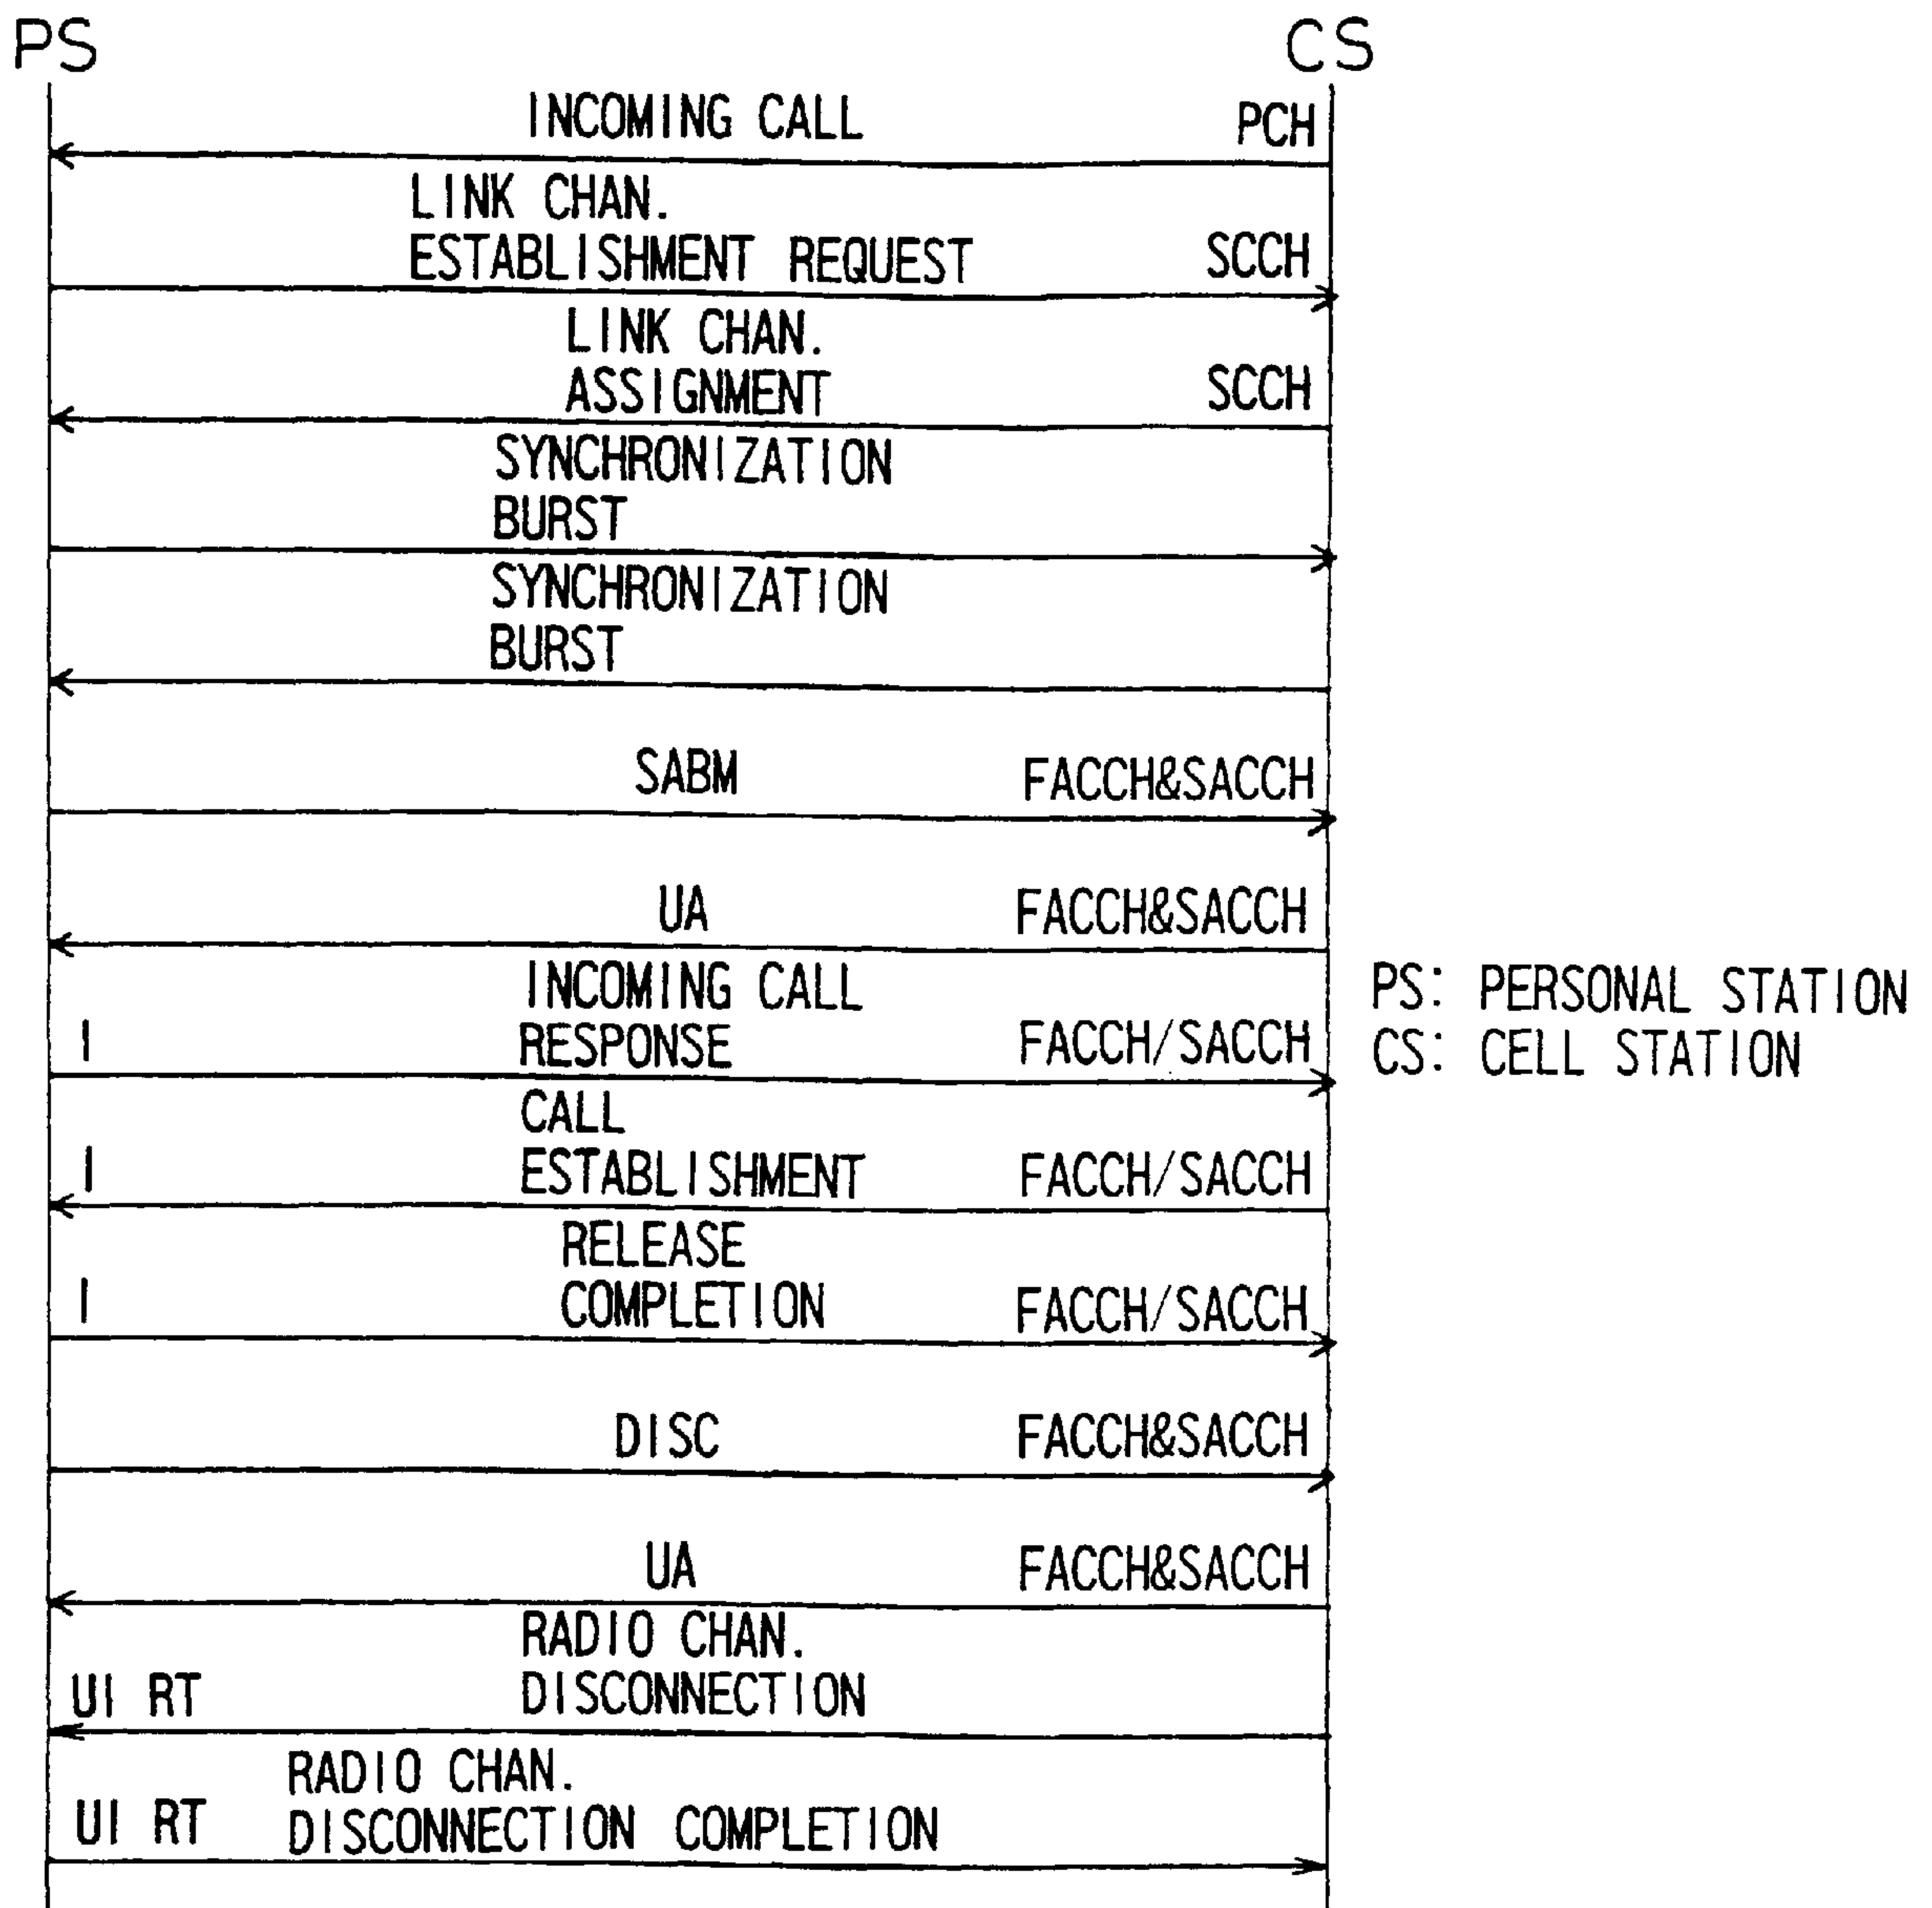 PS CS
INCOMING CALL PCH
LINK CHAN.
ESTABLISHMENT REQUEST SCCH
LINK CHAN.
ASSIGNMENT SCCH
SYNCHRONIZATION
BURST
SYNCHRONIZATION
BURST
SABM FACCH&SACCH
UA FACCH&SACCH
INCOMING CALL
I RESPONSE FACCH/SACCH
PS: PERSONAL STATION
CS: CELL STATION
CALL
I ESTABLISHMENT FACCH/SACCH
RELEASE
I COMPLETION FACCH/SACCH
DISC FACCH&SACCH
UA FACCH&SACCH
RADIO CHAN.
UI RT DISCONNECTION
RADIO CHAN.
UI RT DISCONNECTION COMPLETION